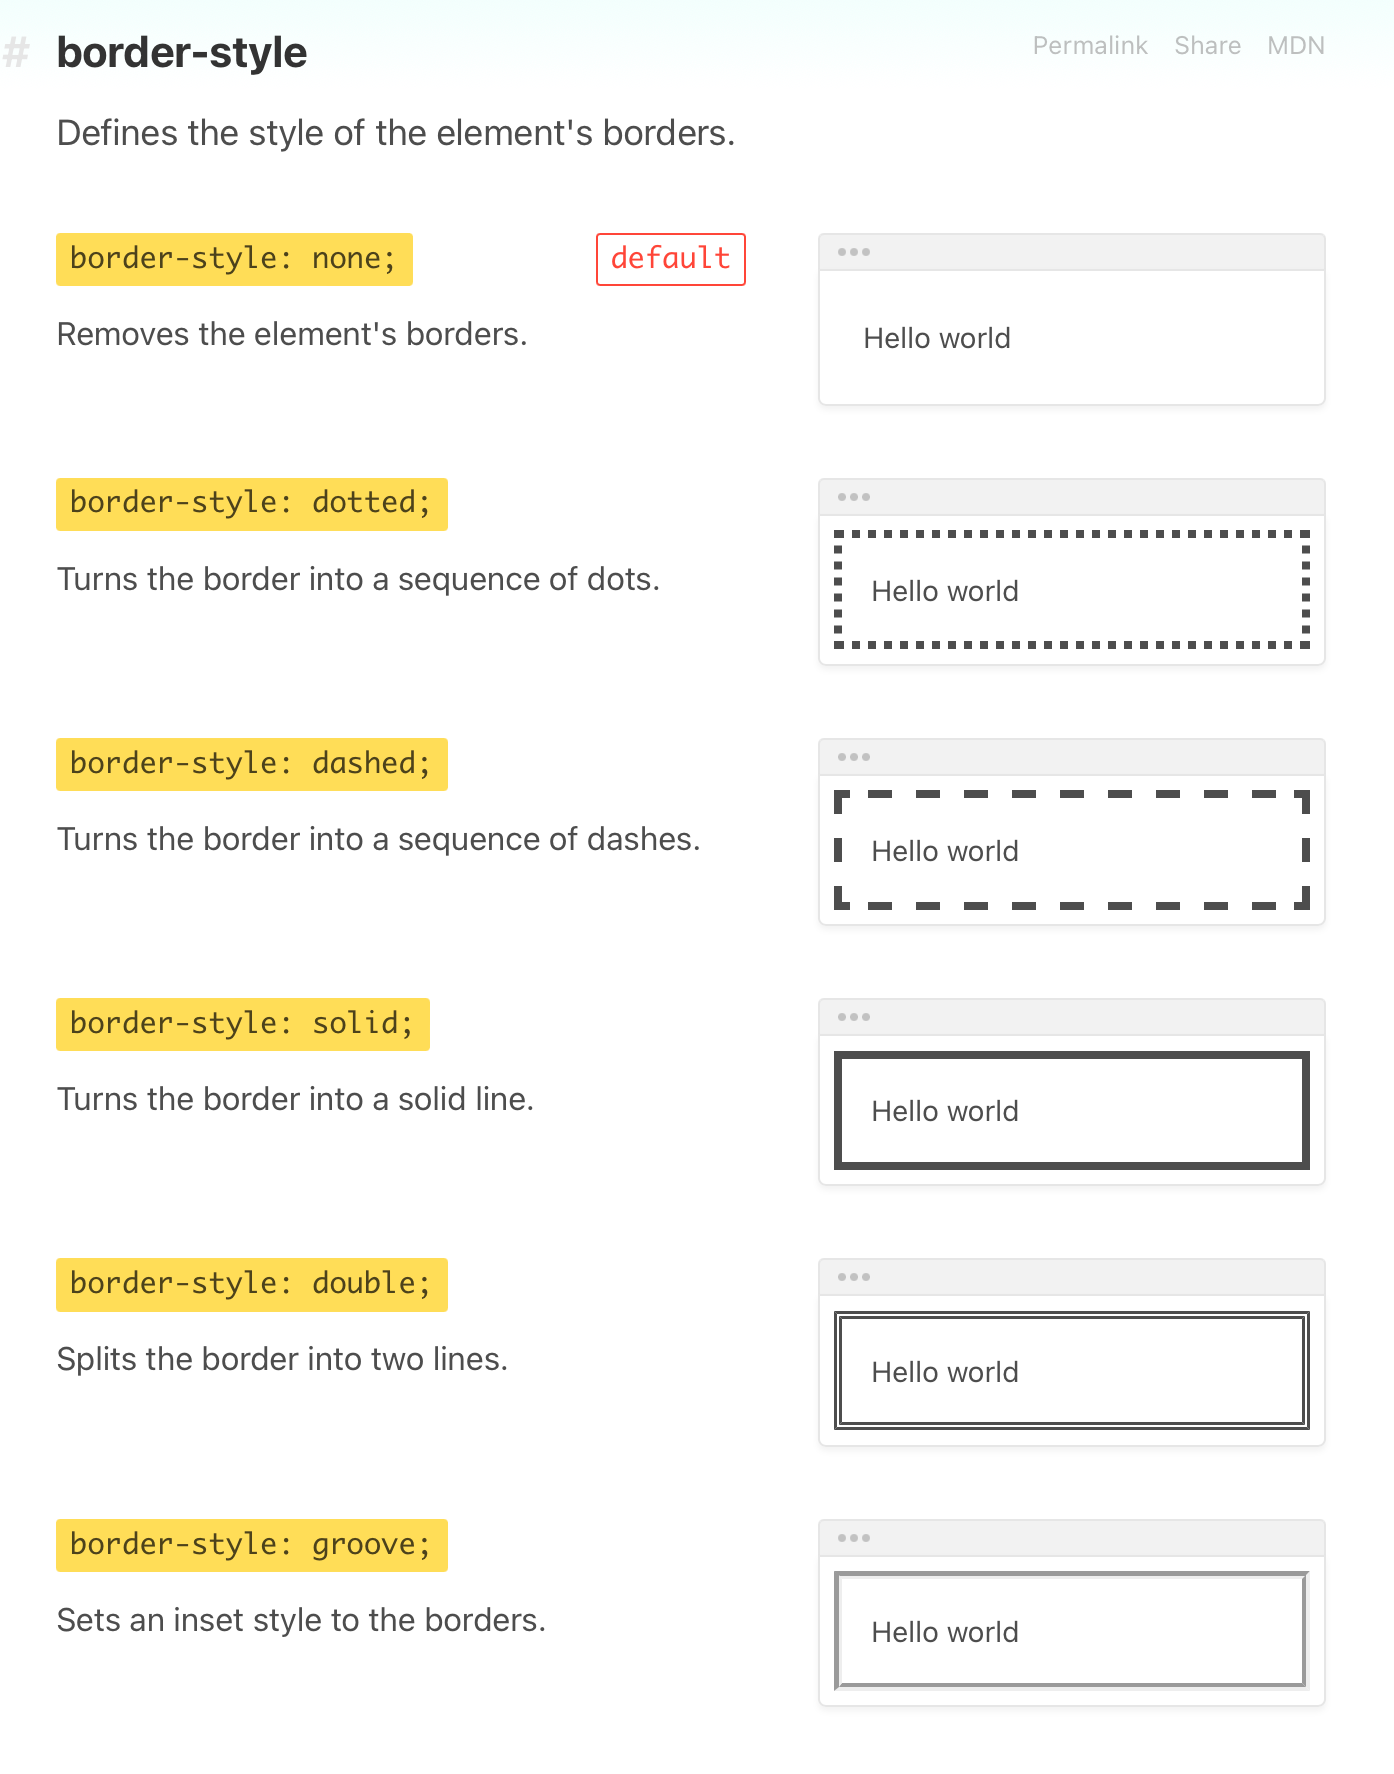 # border-style
Permalink Share MDN
Defines the style of the element's borders.
border-style: none;
default
Removes the element's borders.
Hello world
border-style: dotted;
Turns the border into a sequence of dots.
Hello world
border-style: dashed;
Turns the border into a sequence of dashes.
Hello world
border-style: solid;
Turns the border into a solid line.
Hello world
border-style: double;
Splits the border into two lines.
Hello world
border-style: groove;
Sets an inset style to the borders.
Hello world